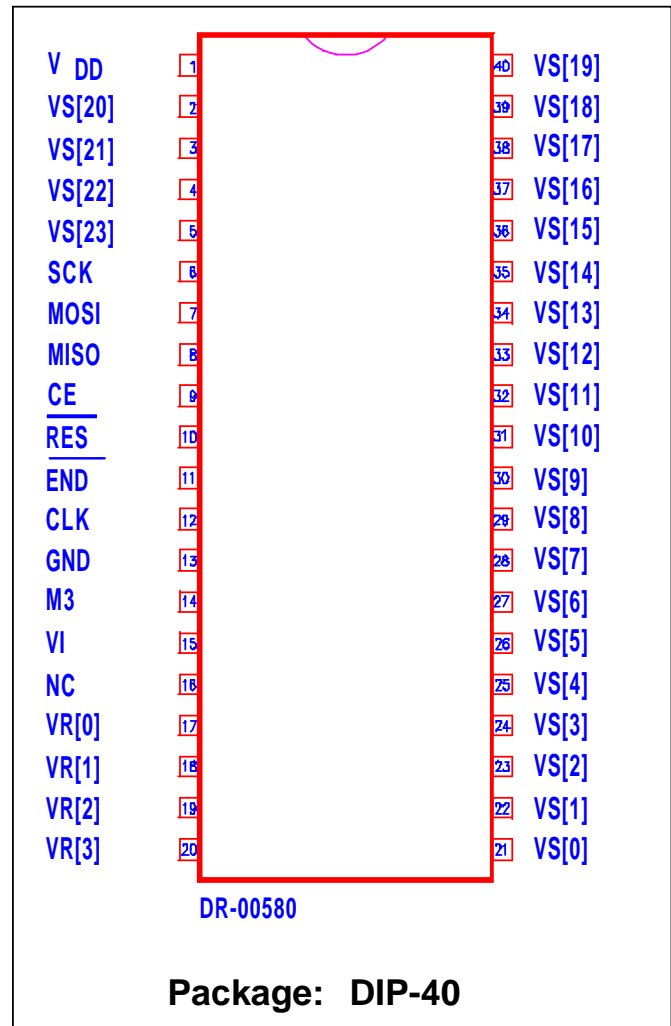 V DD 1 40 VS[19]
VS[20] 2 39 VS[18]
VS[21] 3 38 VS[17]
VS[22] 4 37 VS[16]
VS[23] 5 36 VS[15]
SCK 6 35 VS[14]
MOSI 7 34 VS[13]
MISO 8 33 VS[12]
CE 9 32 VS[11]
RES 10 31 VS[10]
END 11 30 VS[9]
CLK 12 29 VS[8]
GND 13 28 VS[7]
M3 14 27 VS[6]
VI 15 26 VS[5]
NC 16 25 VS[4]
VR[0] 17 24 VS[3]
VR[1] 18 23 VS[2]
VR[2] 19 22 VS[1]
VR[3] 20 21 VS[0]
DR-00580
Package: DIP-40